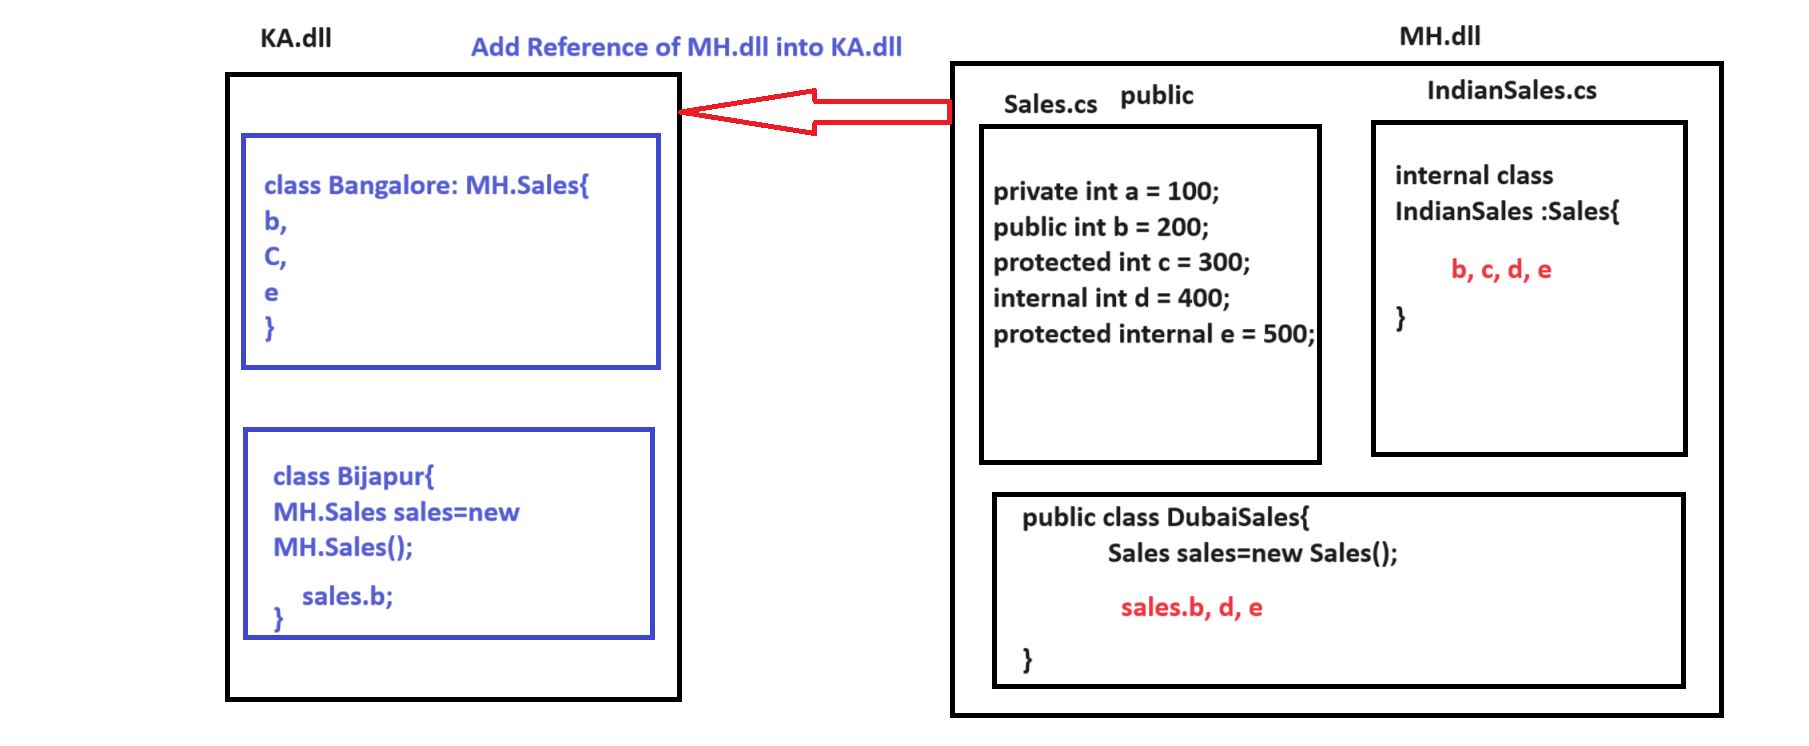 KA.dll
Add Reference of MH.dll into KA.dll
class Bangalore: MH.Sales{
b,
C,
e
}
class Bijapur{
MH.Sales sales=new
MH.Sales();
sales.b;
}
MH.dll
Sales.cs public
private int a = 100;
public int b = 200;
protected int c = 300;
internal int d = 400;
protected internal e = 500;
IndianSales.cs
internal class
IndianSales :Sales{
b, c, d, e
}
public class DubaiSales{
Sales sales=new Sales();
sales.b, d, e
}